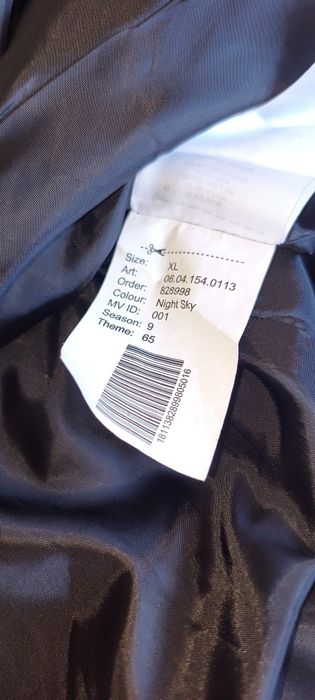 Size: XL
Art: 06.04.154.0113
Order: 828998
Colour: Night Sky
MV ID: 001
Season: 9
Theme: 65
1811382899805016